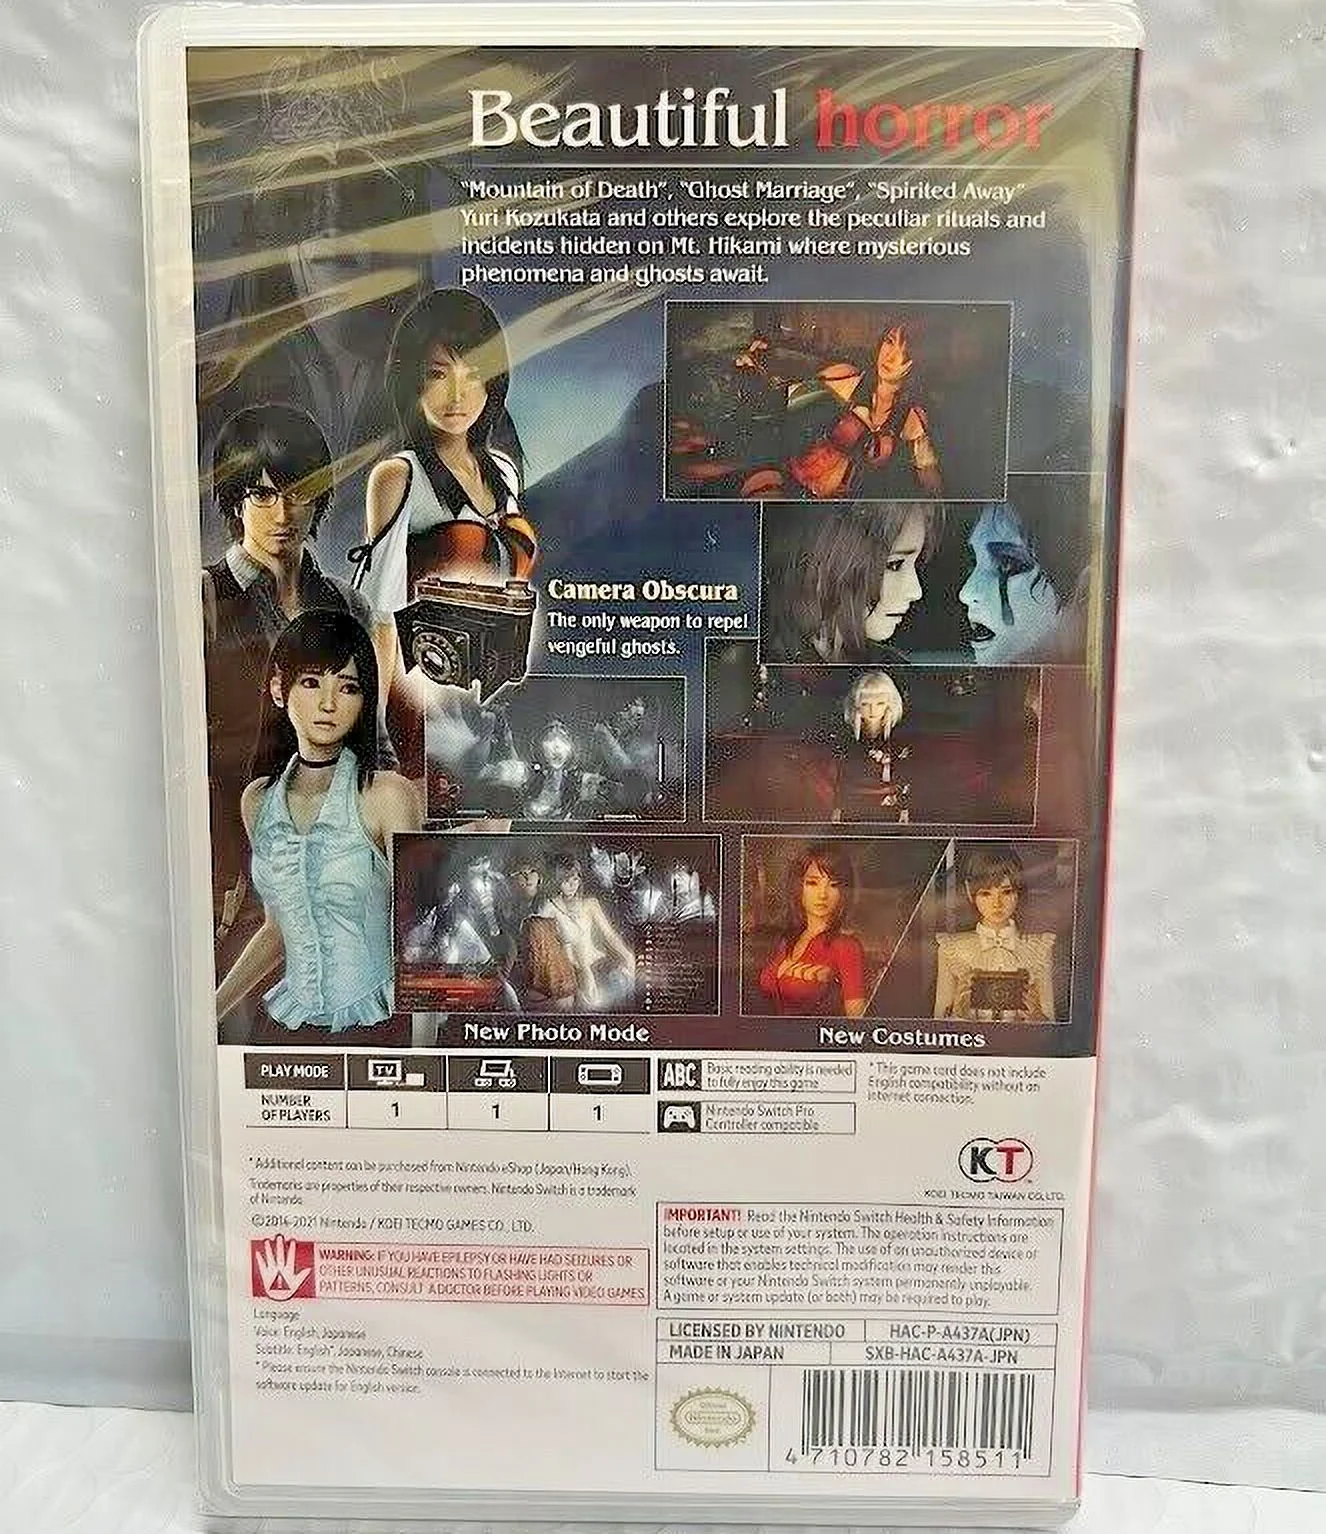 Beautiful horror
"Mountain of Death", "Ghost Marriage", "Spirited Away"
Yuri Kozukata and others explore the peculiar rituals and
incidents hidden on Mt. Hikami where mysterious
phenomena and ghosts await.
Camera Obscura
The only weapon to repel
vengeful ghosts.
New Photo Mode
New Costumes
PLAY MODE
TV
NUMBER
OF PLAYERS
1
1
1
ABC
Basic reading ability is needed
to fully enjoy this game
Nintendo Switch Pro
Controller compatible
*This game card does not include
English compatibility without an
internet connection.
*Additional content can be purchased from Nintendo eShop (Japan/Hong Kong).
Trademarks are properties of their respective owners. Nintendo Switch is a trademark
of Nintendo.
©2014-2021 Nintendo / KOEI TECMO GAMES CO., LTD.
KT
KOEI TECMO TAIWAN CO., LTD.
WARNING: IF YOU HAVE EPILEPSY OR HAVE HAD SEIZURES OR
OTHER UNUSUAL REACTIONS TO FLASHING LIGHTS OR
PATTERNS, CONSULT A DOCTOR BEFORE PLAYING VIDEO GAMES.
IMPORTANT! Read the Nintendo Switch Health & Safety Information
before setup or use of your system. The operation instructions are
located in the system settings. The use of an unauthorized device or
software that enables technical modification may render this
software or your Nintendo Switch system permanently unplayable.
A game or system update (or both) may be required to play.
Language
Voice: English, Japanese
Subtitle: English*, Japanese, Chinese
* Please ensure the Nintendo Switch console is connected to the Internet to start the
software update for English version.
LICENSED BY NINTENDO
HAC-P-A437A(JPN)
MADE IN JAPAN
SXB-HAC-A437A-JPN
Nintendo
4 710782 158511